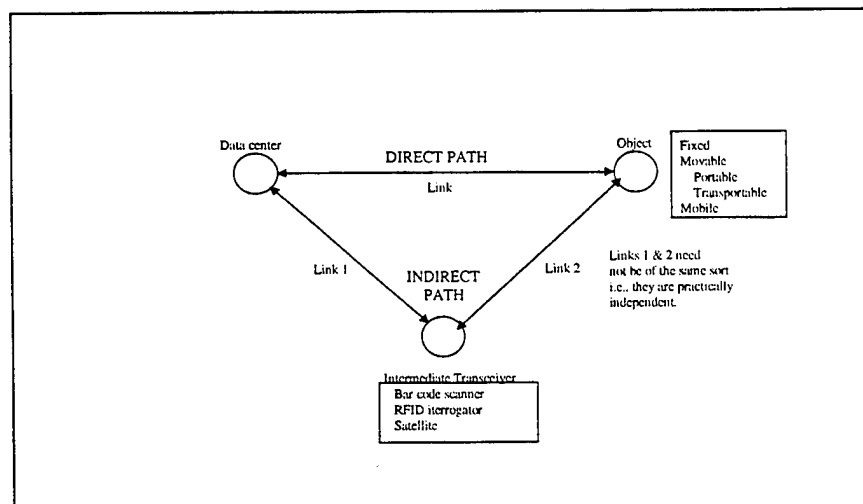 Data center
DIRECT PATH
Link
Object
Fixed
Movable
Portable
Transportable
Mobile
Link 1
INDIRECT
PATH
Link 2
Links 1 & 2 need
not be of the same sort
i.e., they are practically
independent.
Intermediate Transceiver
Bar code scanner
RFID iterrogator
Satellite